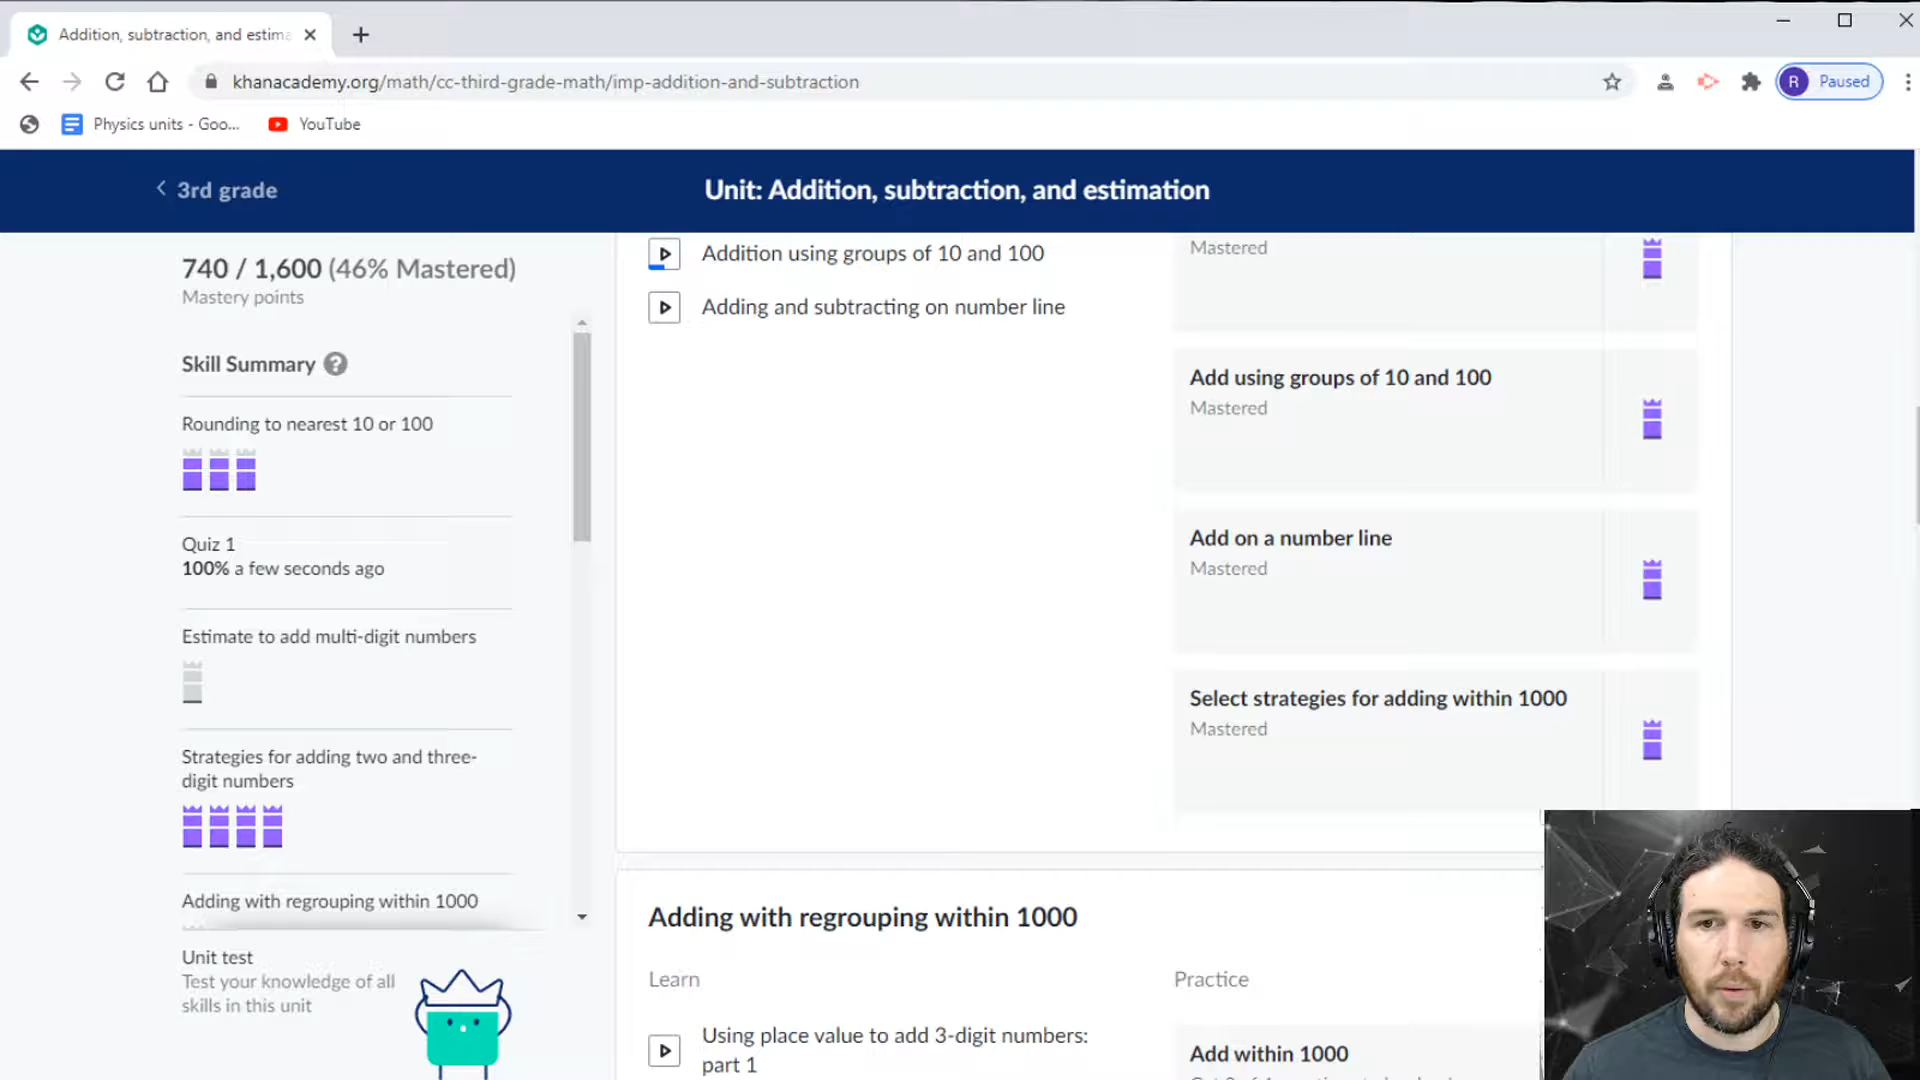 Addition, subtraction, and estima
khanacademy.org/math/cc-third-grade-math/imp-addition-and-subtraction
R Paused
Physics units - Goo...
YouTube
3rd grade
Unit: Addition, subtraction, and estimation
740 / 1,600 (46% Mastered)
Mastery points
Skill Summary ?
Rounding to nearest 10 or 100
Quiz 1
100% a few seconds ago
Estimate to add multi-digit numbers
Strategies for adding two and three-
digit numbers
Adding with regrouping within 1000
Unit test
Test your knowledge of all
skills in this unit
Addition using groups of 10 and 100
Adding and subtracting on number line
Mastered
Add using groups of 10 and 100
Mastered
Add on a number line
Mastered
Select strategies for adding within 1000
Mastered
Adding with regrouping within 1000
Learn
Using place value to add 3-digit numbers:
part 1
Practice
Add within 1000